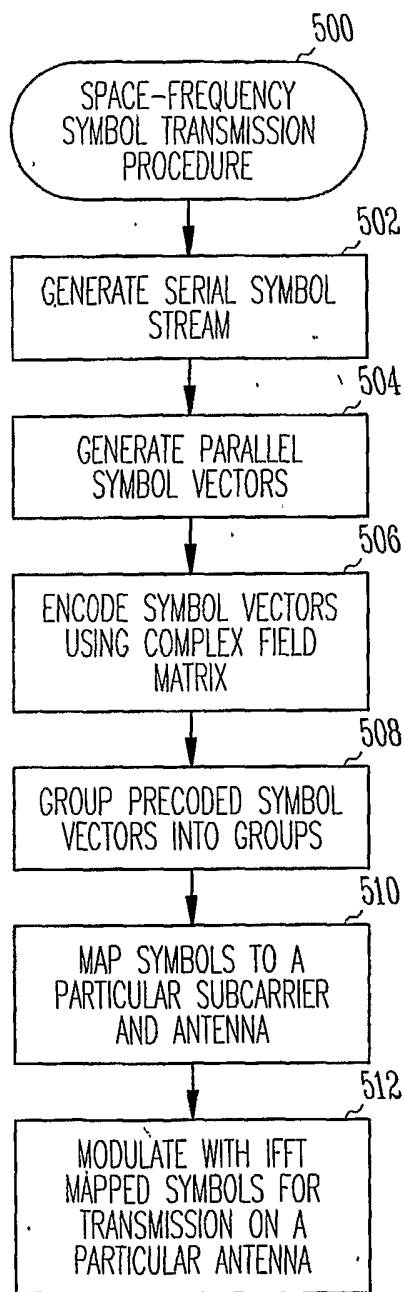 500
SPACE-FREQUENCY
SYMBOL TRANSMISSION
PROCEDURE
502
GENERATE SERIAL SYMBOL
STREAM
504
GENERATE PARALLEL
SYMBOL VECTORS
506
ENCODE SYMBOL VECTORS
USING COMPLEX FIELD
MATRIX
508
GROUP PRECODED SYMBOL
VECTORS INTO GROUPS
510
MAP SYMBOLS TO A
PARTICULAR SUBCARRIER
AND ANTENNA
512
MODULATE WITH IFFT
MAPPED SYMBOLS FOR
TRANSMISSION ON A
PARTICULAR ANTENNA